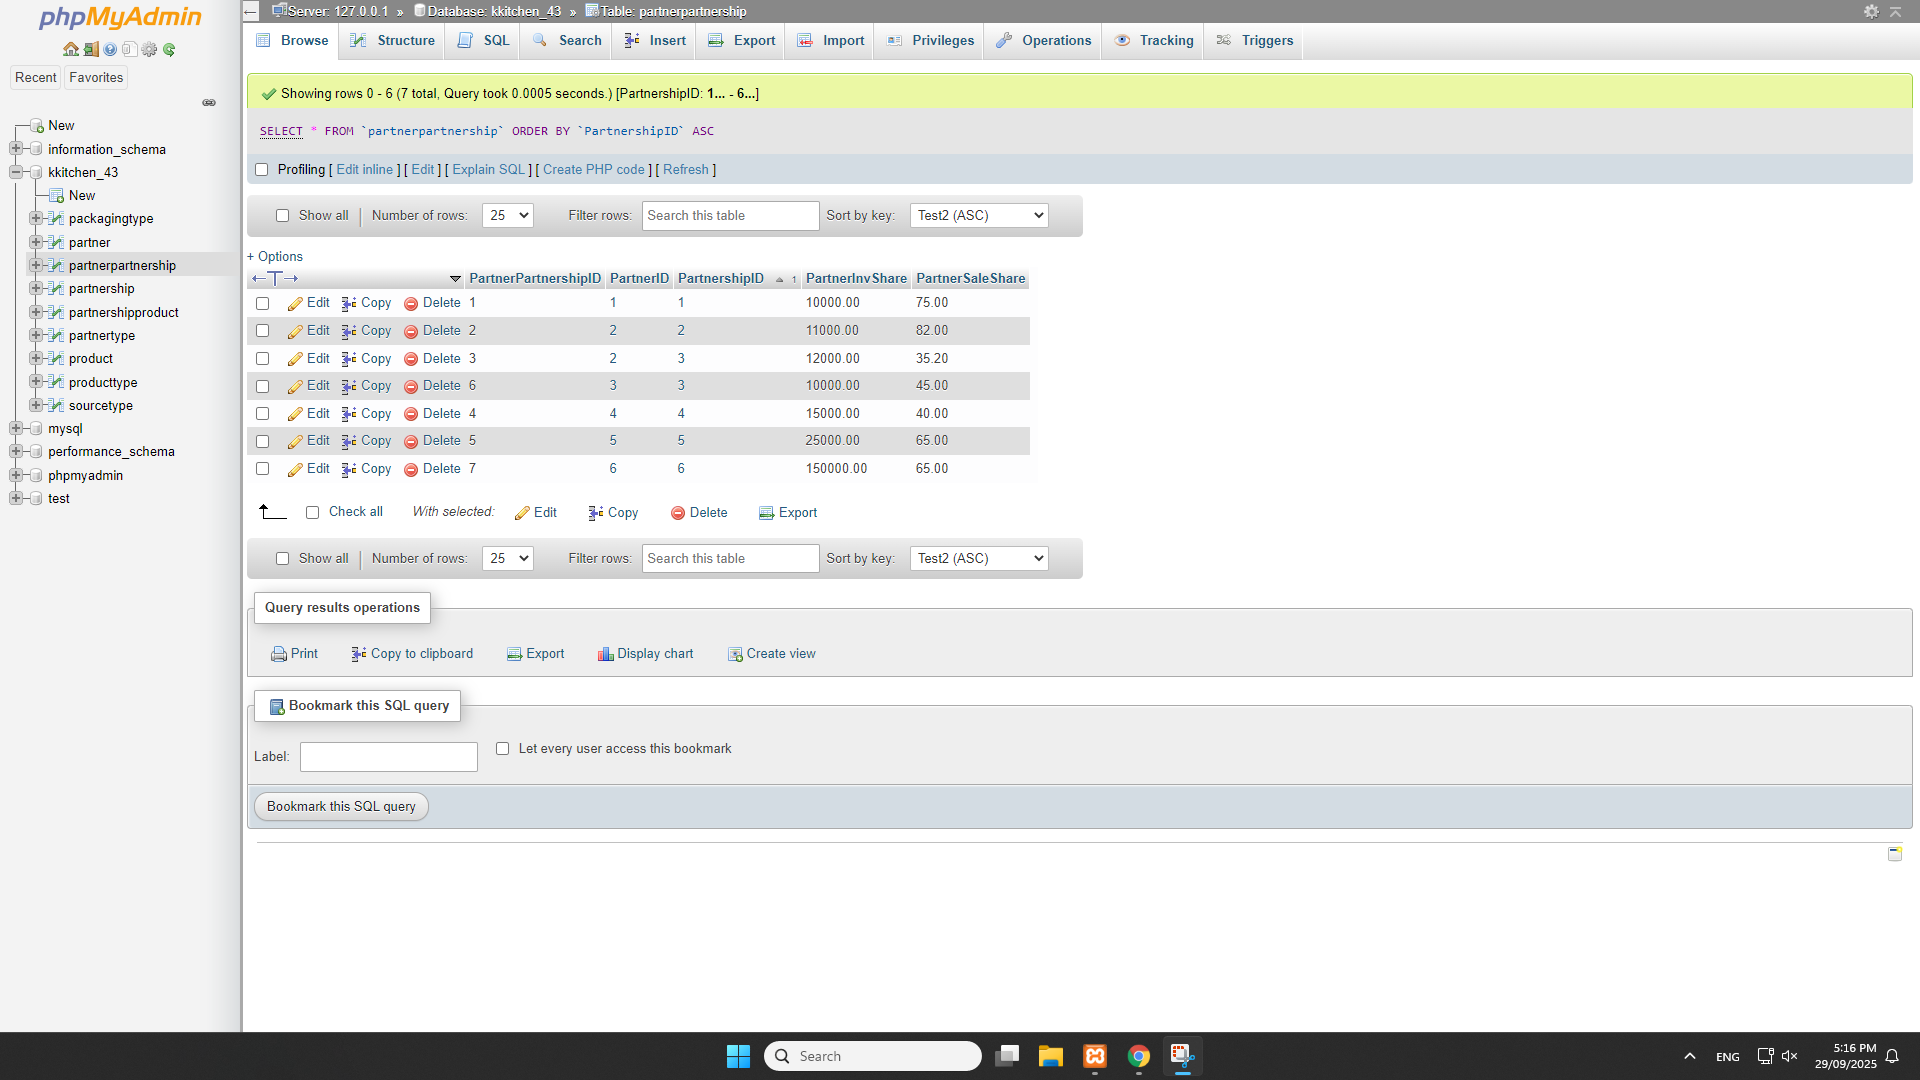 phpMyAdmin
Recent Favorites
New
information_schema
kkitchen_43
New
packagingtype
partner
partnerpartnership
partnership
partnershipproduct
partnertype
product
producttype
sourcetype
mysql
performance_schema
phpmyadmin
test
Server: 127.0.0.1 » Database: kkitchen_43 » Table: partnerpartnership
Browse Structure SQL Search Insert Export Import Privileges Operations Tracking Triggers
Showing rows 0 - 6 (7 total, Query took 0.0005 seconds.) [PartnershipID: 1... - 6...]
SELECT * FROM `partnerpartnership` ORDER BY `PartnershipID` ASC
Profiling [ Edit inline ] [ Edit ] [ Explain SQL ] [ Create PHP code ] [ Refresh ]
Show all | Number of rows: 25 Filter rows: Search this table Sort by key: Test2 (ASC)
+ Options
←T→ PartnerPartnershipID PartnerID PartnershipID 1 PartnerInvShare PartnerSaleShare
Edit Copy Delete 1 1 1 10000.00 75.00
Edit Copy Delete 2 2 2 11000.00 82.00
Edit Copy Delete 3 2 3 12000.00 35.20
Edit Copy Delete 6 3 3 10000.00 45.00
Edit Copy Delete 4 4 4 15000.00 40.00
Edit Copy Delete 5 5 5 25000.00 65.00
Edit Copy Delete 7 6 6 150000.00 65.00
Check all With selected: Edit Copy Delete Export
Show all | Number of rows: 25 Filter rows: Search this table Sort by key: Test2 (ASC)
Query results operations
Print Copy to clipboard Export Display chart Create view
Bookmark this SQL query
Label: Let every user access this bookmark
Bookmark this SQL query
Search
ENG
5:16 PM
29/09/2025